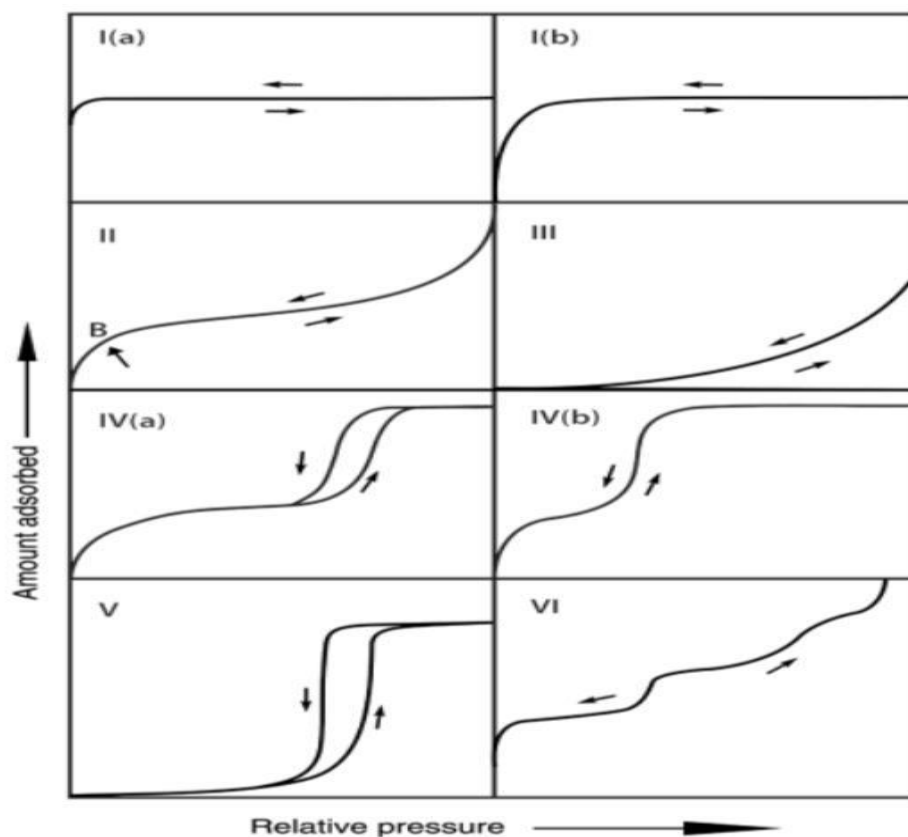 I(a)
I(b)
II
III
B
IV(a)
IV(b)
V
VI
Amount adsorbed
Relative pressure